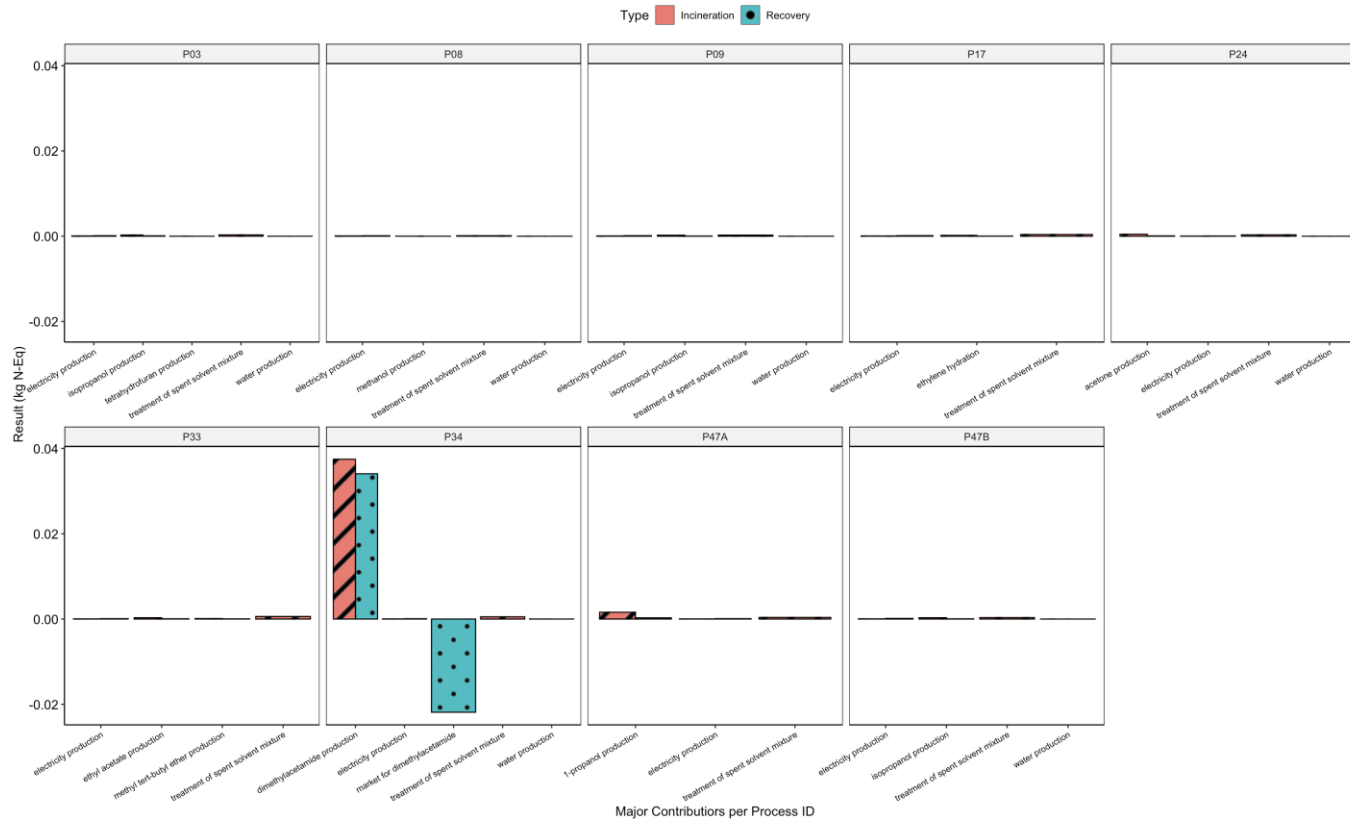 Type Incineration Recovery
P03 P08 P09 P17 P24
0.04
0.02
0.00
-0.02
electricity production
isopropanol production
tetrahydrofuran production
treatment of spent solvent mixture
water production
electricity production
methanol production
treatment of spent solvent mixture
water production
electricity production
isopropanol production
treatment of spent solvent mixture
water production
electricity production
ethylene hydration
treatment of spent solvent mixture
acetone production
electricity production
treatment of spent solvent mixture
water production
Result (kg N-Eq)
P33 P34 P47A P47B
0.04
0.02
0.00
-0.02
electricity production
ethyl acetate production
methyl tert-butyl ether production
treatment of spent solvent mixture
dimethylacetamide production
electricity production
market for dimethylacetamide
treatment of spent solvent mixture
water production
1-propanol production
electricity production
treatment of spent solvent mixture
electricity production
isopropanol production
treatment of spent solvent mixture
water production
Major Contributiors per Process ID